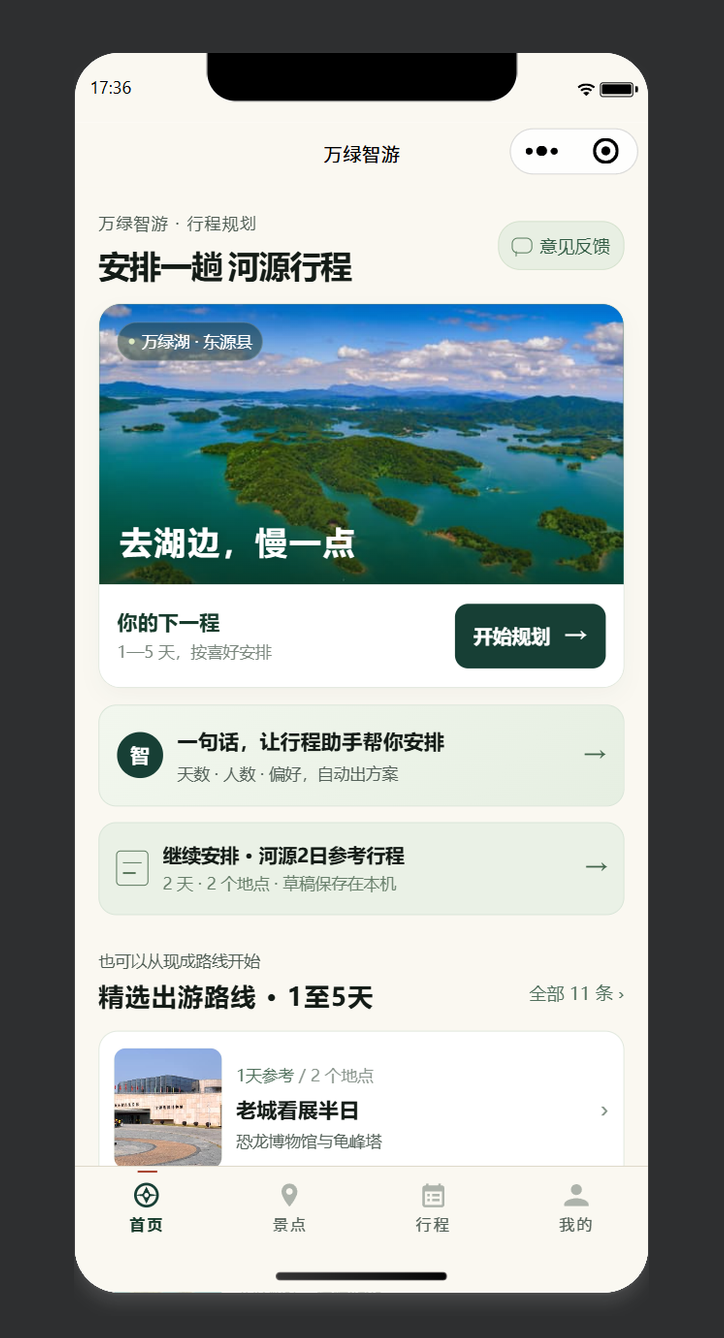 17:36
万绿智游
万绿智游 · 行程规划
安排一趟 河源行程
意见反馈
万绿湖 · 东源县
去湖边，慢一点
你的下一程
1—5 天，按喜好安排
开始规划 →
智
一句话，让行程助手帮你安排
天数 · 人数 · 偏好，自动出方案
→
继续安排 • 河源2日参考行程
2 天 · 2 个地点 · 草稿保存在本机
→
也可以从现成路线开始
精选出游路线 • 1至5天
全部 11 条 ›
1天参考 / 2 个地点
老城看展半日
恐龙博物馆与龟峰塔
›
首页
景点
行程
我的